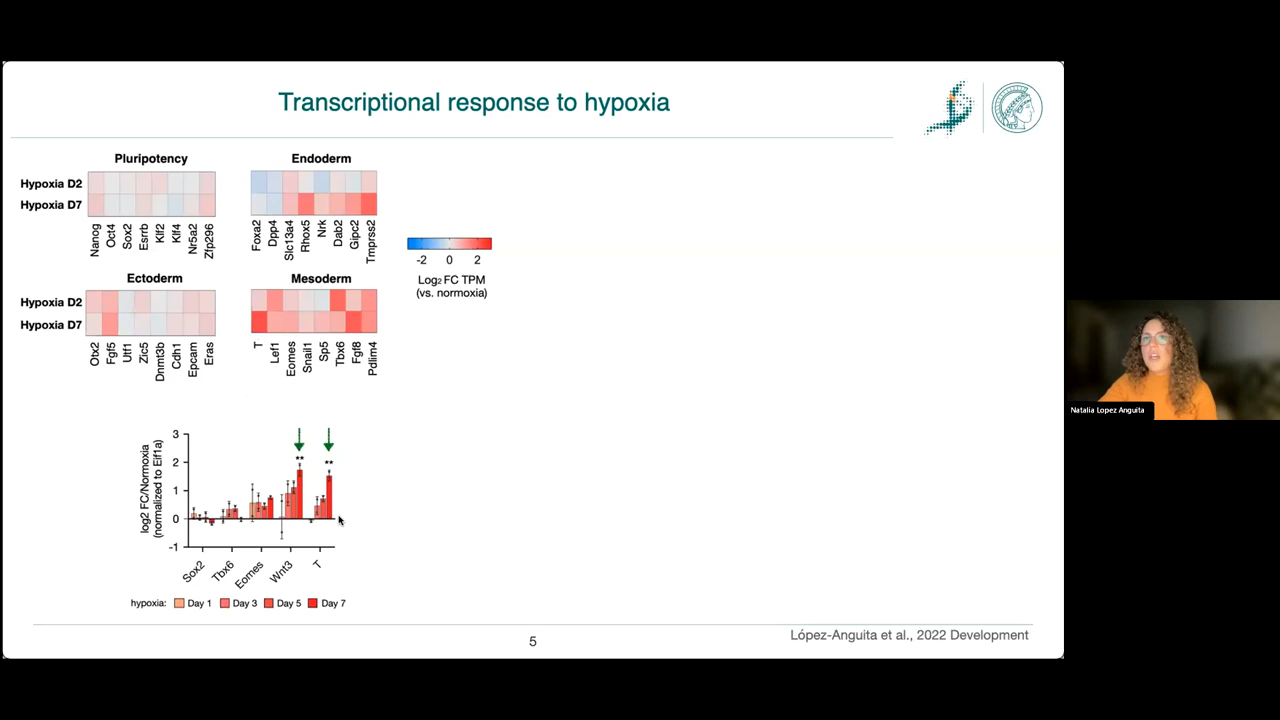 Transcriptional response to hypoxia
Pluripotency
Endoderm
Hypoxia D2
Hypoxia D7
Nanog
Oct4
Sox2
Esrrb
Klf2
Klf4
Nr5a2
Zfp296
Foxa2
Dpp4
Slc13a4
Rhox5
Nrk
Dab2
Gipc2
Tmprss2
-2 0 2
Log2 FC TPM
(vs. normoxia)
Ectoderm
Mesoderm
Hypoxia D2
Hypoxia D7
Otx2
Fgf5
Utf1
Zic5
Dnmt3b
Cdh1
Epcam
Eras
T
Lef1
Eomes
Snail1
Sp5
Tbx6
Fgf8
Pdlim4
log2 FC/Normoxia
(normalized to Eif1a)
3
2
1
0
-1
** **
Sox2
Tbx6
Eomes
Wnt3
T
hypoxia: Day 1 Day 3 Day 5 Day 7
5
López-Anguita et al., 2022 Development
Natalia Lopez Anguita